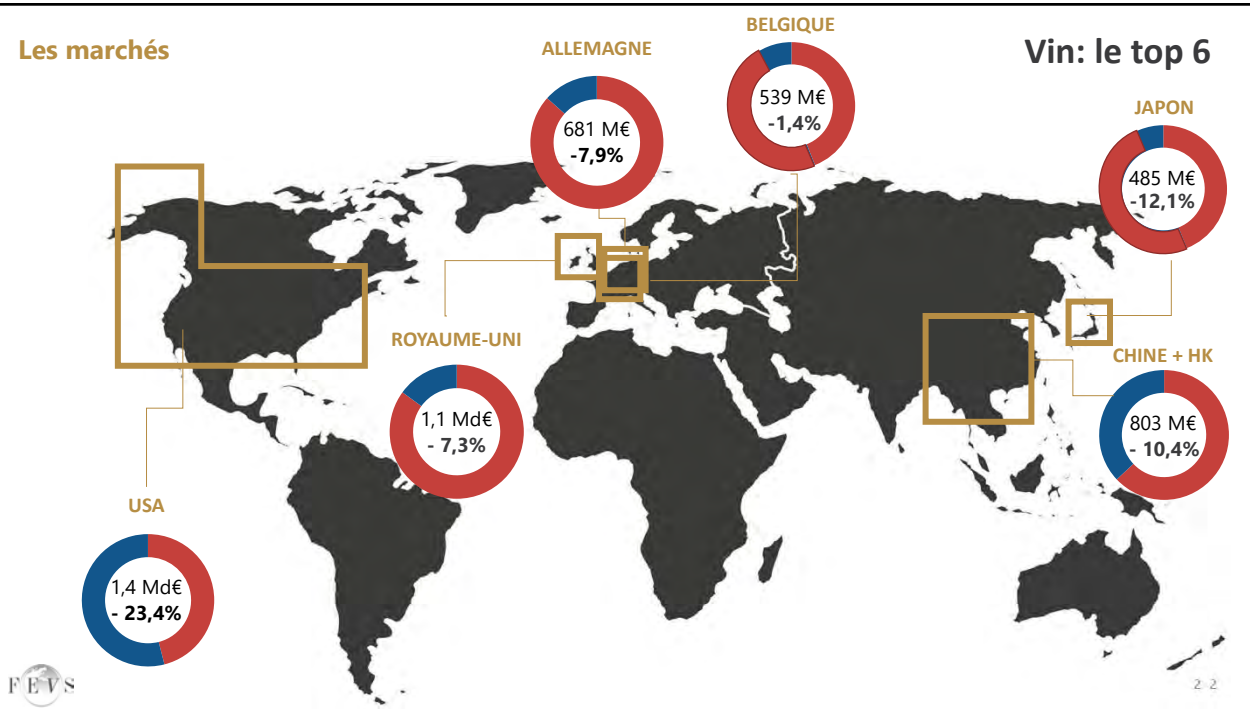 Les marchés
Vin: le top 6
ALLEMAGNE
681 M€
-7,9%
BELGIQUE
539 M€
-1,4%
JAPON
485 M€
-12,1%
ROYAUME-UNI
1,1 Md€
- 7,3%
CHINE + HK
803 M€
- 10,4%
USA
1,4 Md€
- 23,4%
FEVS
22